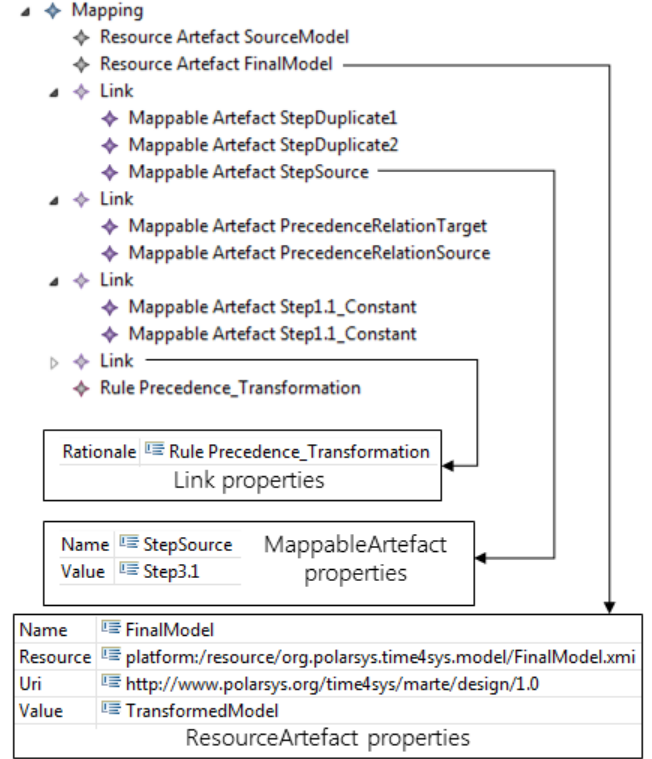 Mapping
Resource Artefact SourceModel
Resource Artefact FinalModel
Link
Mappable Artefact StepDuplicate1
Mappable Artefact StepDuplicate2
Mappable Artefact StepSource
Link
Mappable Artefact PrecedenceRelationTarget
Mappable Artefact PrecedenceRelationSource
Link
Mappable Artefact Step1.1_Constant
Mappable Artefact Step1.1_Constant
Link
Rule Precedence_Transformation
Rationale Rule Precedence_Transformation
Link properties
Name StepSource
Value Step3.1
MappableArtefact
properties
Name FinalModel
Resource platform:/resource/org.polarsys.time4sys.model/FinalModel.xmi
Uri http://www.polarsys.org/time4sys/marte/design/1.0
Value TransformedModel
ResourceArtefact properties